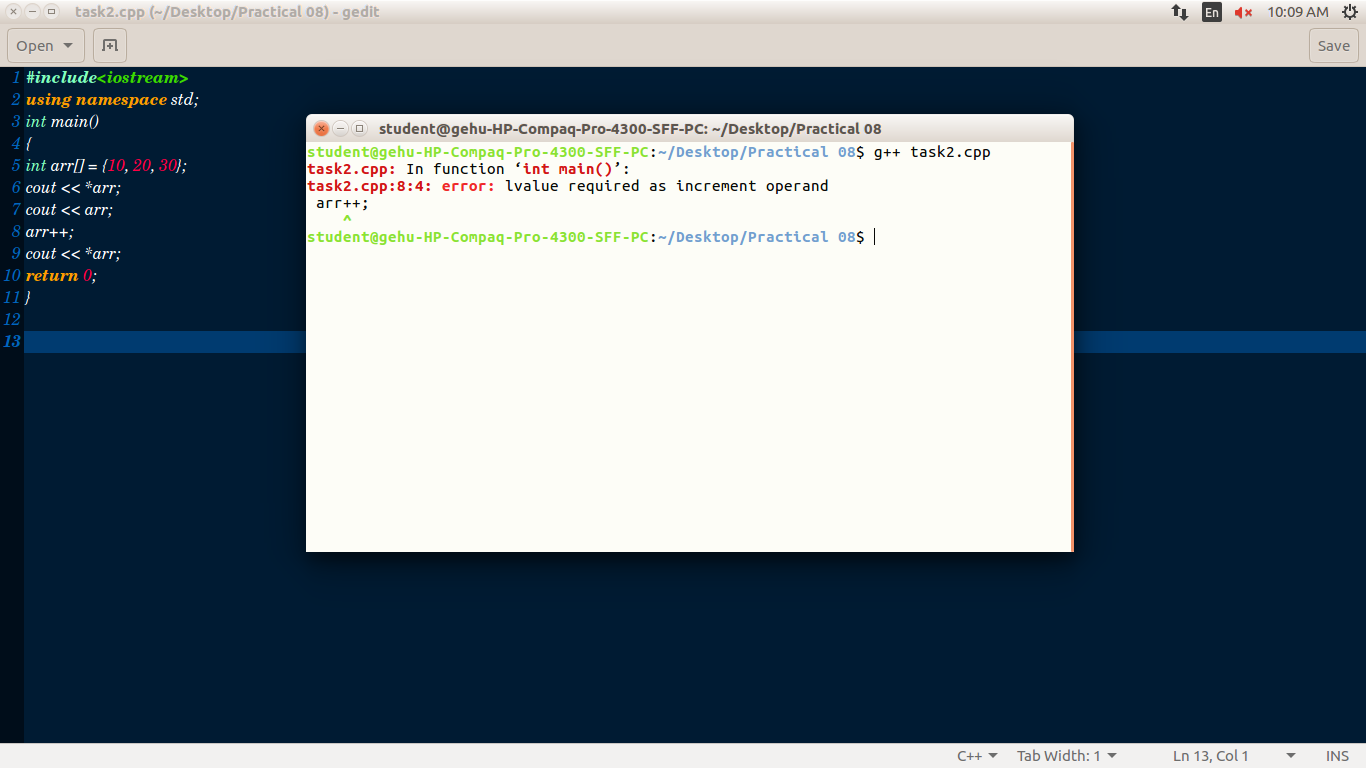 task2.cpp (~/Desktop/Practical 08) - gedit
En
10:09 AM
Open
Save
1 #include<iostream>
2 using namespace std;
3 int main()
4 {
5 int arr[] = {10, 20, 30};
6 cout << *arr;
7 cout << arr;
8 arr++;
9 cout << *arr;
10 return 0;
11 }
12
13
student@gehu-HP-Compaq-Pro-4300-SFF-PC: ~/Desktop/Practical 08
student@gehu-HP-Compaq-Pro-4300-SFF-PC:~/Desktop/Practical 08$ g++ task2.cpp
task2.cpp: In function ‘int main()’:
task2.cpp:8:4: error: lvalue required as increment operand
arr++;
^
student@gehu-HP-Compaq-Pro-4300-SFF-PC:~/Desktop/Practical 08$
C++
Tab Width: 1
Ln 13, Col 1
INS